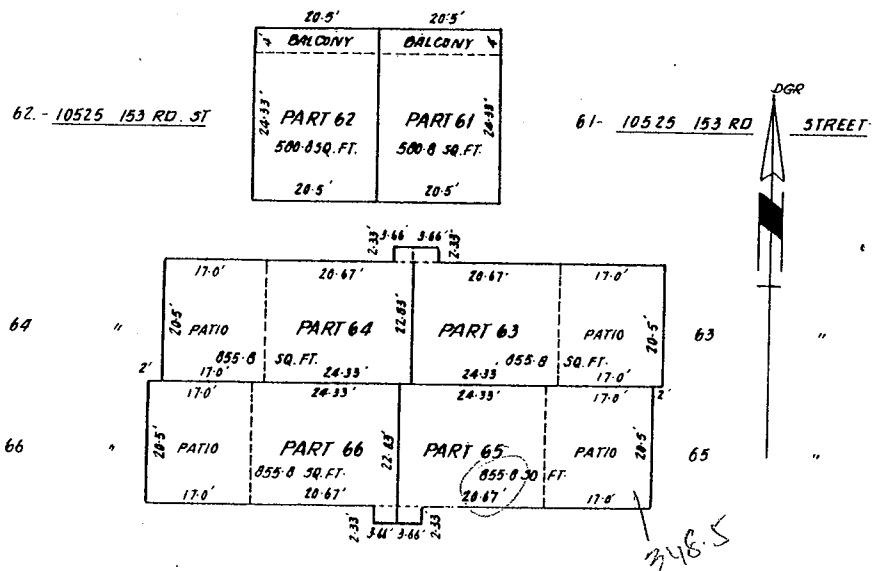 20·5' 20·5'
4' BALCONY BALCONY 4'
DGR
62.- 10525 153 RD. ST
24·33' PART 62 PART 61 24·33'
61- 10525 153 RD STREET
580·8 SQ.FT. 580·8 SQ.FT.
20·5' 20·5'
2·33' 3·66' 3·66' 2·33'
17·0' 20·67' 20·67' 17·0'
64 " 20·5' PATIO PART 64 22·83' PART 63 PATIO 20·5' 63 "
855·8 SQ.FT. 855·8 SQ.FT.
2' 17·0' 24·33' 24·33' 17·0'
17·0' 24·33' 24·33' 17·0' 2'
66 " 20·5' PATIO PART 66 22·83' PART 65 PATIO 20·5' 65 "
855·8 SQ.FT. 855·8 SQ FT.
17·0' 20·67' 20·67' 17·0'
2·33' 3·66' 3·66' 2·33
348·5